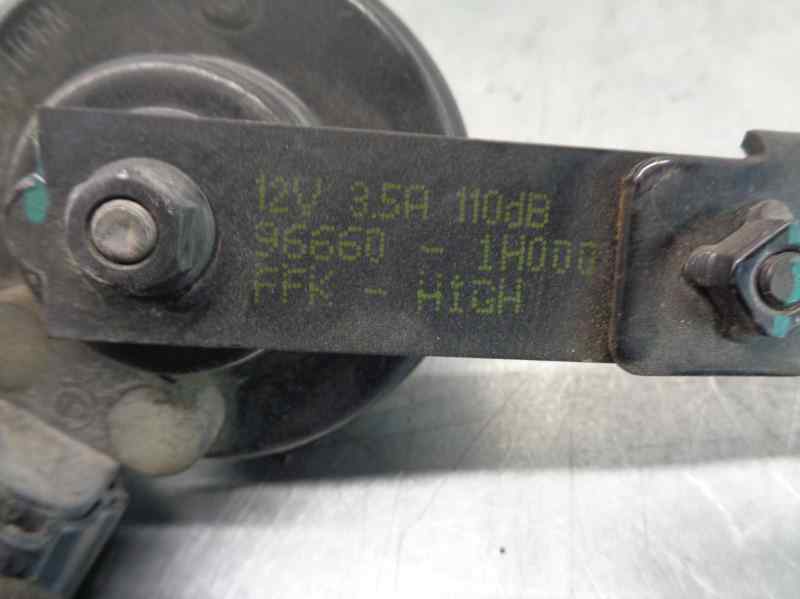 12V 3.5A 110dB
96660 - 1H000
FFK - HIGH